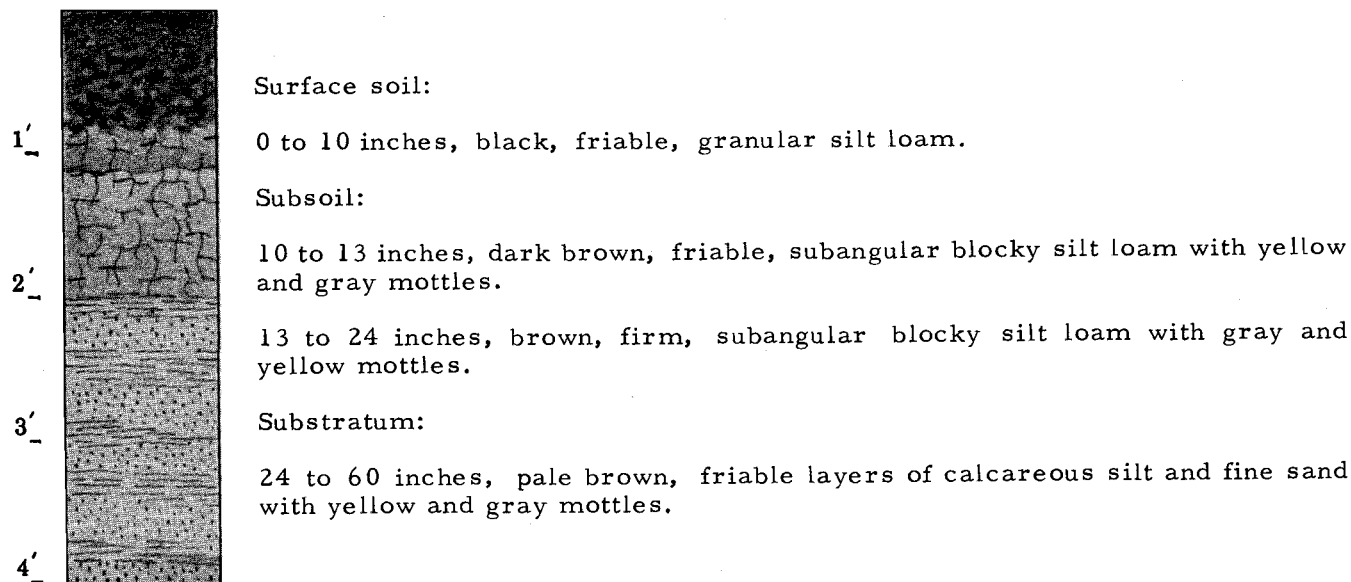 Surface soil:
1' 0 to 10 inches, black, friable, granular silt loam.
Subsoil:
10 to 13 inches, dark brown, friable, subangular blocky silt loam with yellow
2' and gray mottles.
13 to 24 inches, brown, firm, subangular blocky silt loam with gray and
yellow mottles.
3' Substratum:
24 to 60 inches, pale brown, friable layers of calcareous silt and fine sand
with yellow and gray mottles.
4'